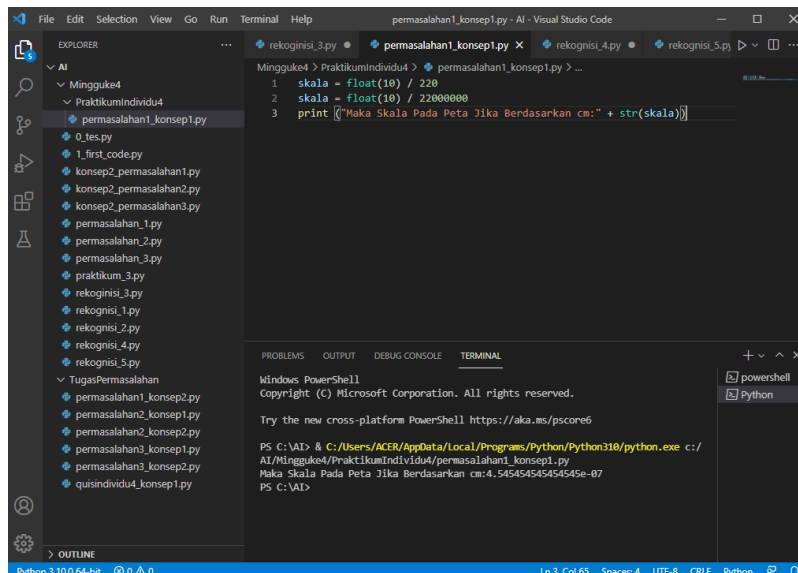 File Edit Selection View Go Run Terminal Help permasalahan1_konsep1.py - AI - Visual Studio Code
EXPLORER ...
rekoginisi_3.py permasalahan1_konsep1.py rekognisi_4.py rekognisi_5.py
AI
Mingguke4
PraktikumIndividu4
permasalahan1_konsep1.py
0_tes.py
1_first_code.py
konsep2_permasalahan1.py
konsep2_permasalahan2.py
konsep2_permasalahan3.py
permasalahan_1.py
permasalahan_2.py
permasalahan_3.py
praktikum_3.py
rekoginisi_3.py
rekognisi_1.py
rekognisi_2.py
rekognisi_4.py
rekognisi_5.py
TugasPermasalahan
permasalahan1_konsep2.py
permasalahan2_konsep1.py
permasalahan2_konsep2.py
permasalahan3_konsep1.py
permasalahan3_konsep2.py
quisindividu4_konsep1.py
OUTLINE
Mingguke4 > PraktikumIndividu4 > permasalahan1_konsep1.py > ...
1 skala = float(10) / 220
2 skala = float(10) / 22000000
3 print ("Maka Skala Pada Peta Jika Berdasarkan cm:" + str(skala))
PROBLEMS OUTPUT DEBUG CONSOLE TERMINAL
Windows PowerShell
Copyright (C) Microsoft Corporation. All rights reserved.
Try the new cross-platform PowerShell https://aka.ms/pscore6
PS C:\AI> & C:/Users/ACER/AppData/Local/Programs/Python/Python310/python.exe c:/
AI/Mingguke4/PraktikumIndividu4/permasalahan1_konsep1.py
Maka Skala Pada Peta Jika Berdasarkan cm:4.545454545454545e-07
PS C:\AI>
powershell
Python
Python 3.10.0 64-bit 0 0 Ln 3, Col 65 Spaces: 4 UTF-8 CRLF Python